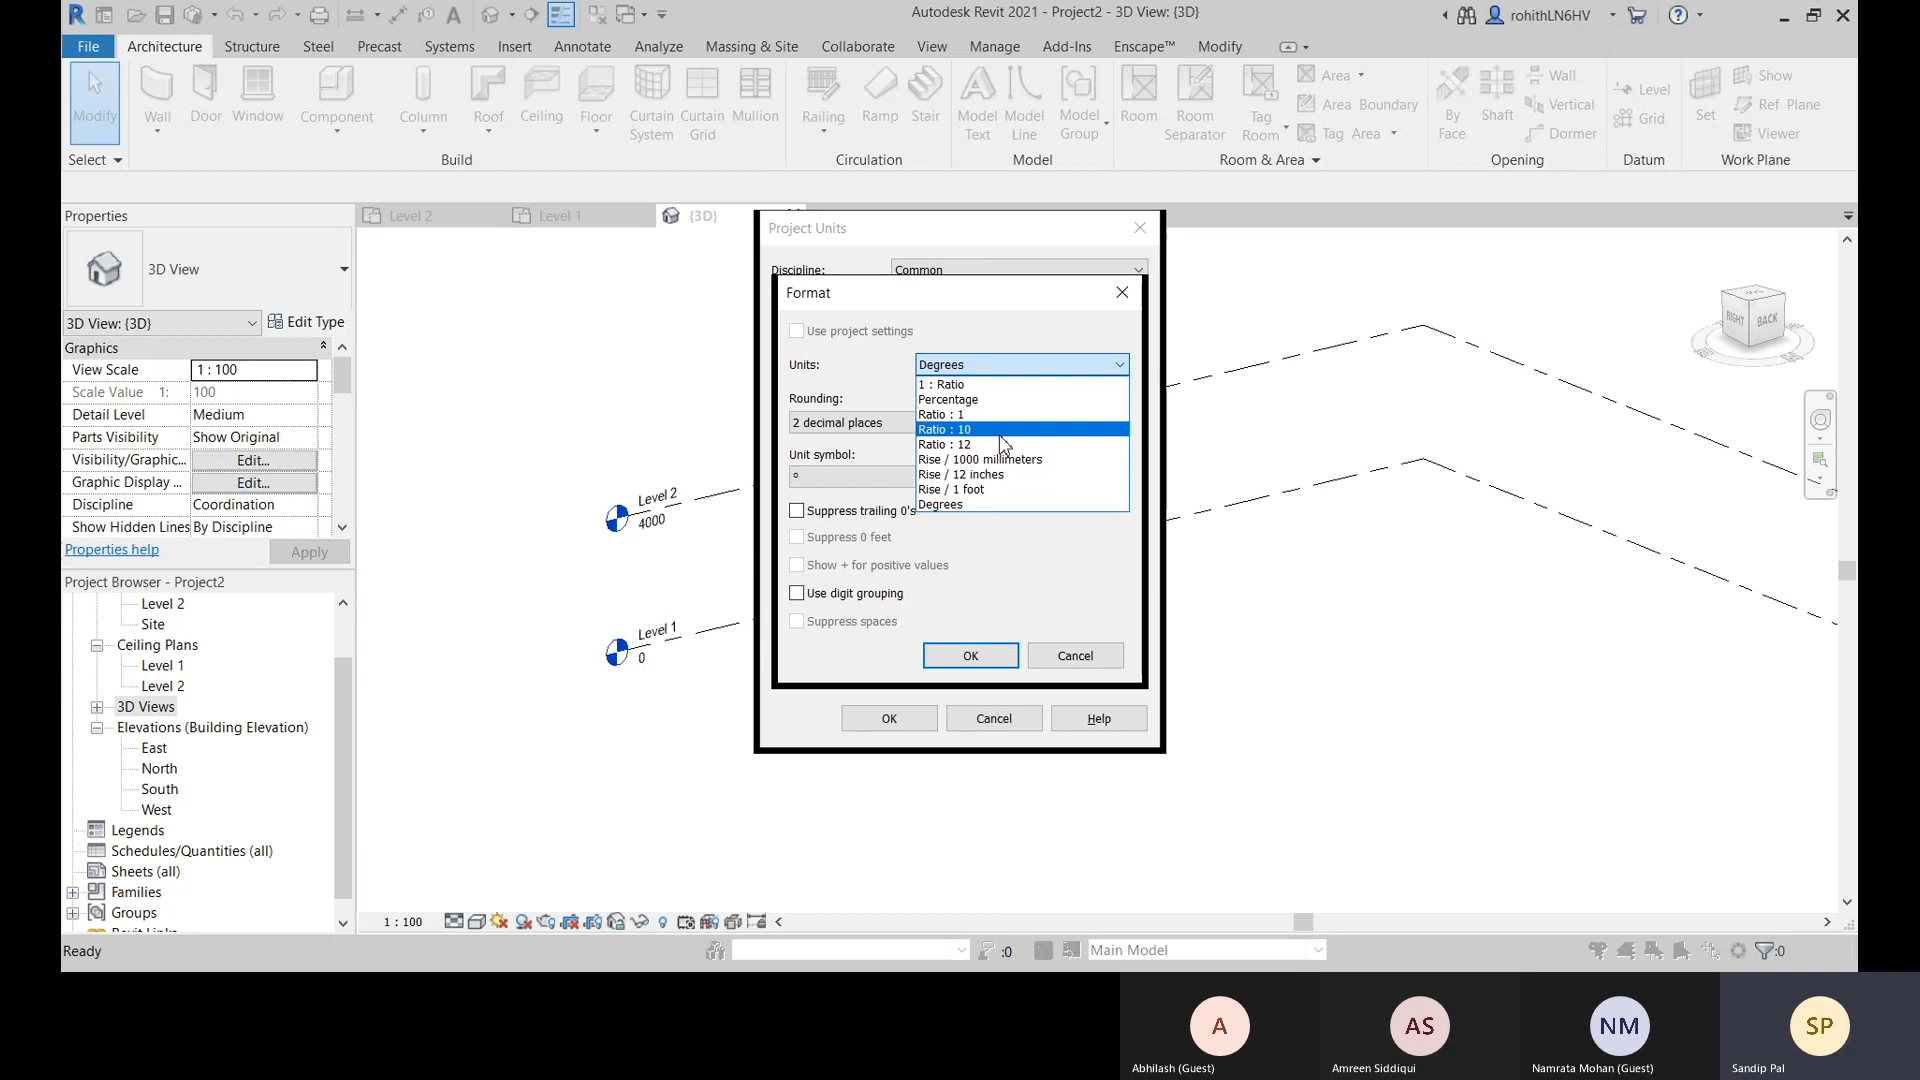 Autodesk Revit 2021 - Project2 - 3D View: {3D}
rohithLN6HV
File Architecture Structure Steel Precast Systems Insert Annotate Analyze Massing & Site Collaborate View Manage Add-Ins Enscape™ Modify
Modify
Wall
Door
Window
Component
Column
Roof
Ceiling
Floor
Curtain System
Curtain Grid
Mullion
Railing
Ramp
Stair
Model Text
Model Line
Model Group
Room
Room Separator
Tag Room
Area
Area Boundary
Tag Area
By Face
Shaft
Wall
Vertical
Dormer
Level
Grid
Set
Show
Ref Plane
Viewer
Select Build Circulation Model Room & Area Opening Datum Work Plane
Properties
Level 2 Level 1 {3D}
3D View
3D View: {3D} Edit Type
Graphics
View Scale 1 : 100
Scale Value 1: 100
Detail Level Medium
Parts Visibility Show Original
Visibility/Graphic... Edit...
Graphic Display ... Edit...
Discipline Coordination
Show Hidden Lines By Discipline
Properties help Apply
Project Browser - Project2
Level 2
Site
Ceiling Plans
Level 1
Level 2
3D Views
Elevations (Building Elevation)
East
North
South
West
Legends
Schedules/Quantities (all)
Sheets (all)
Families
Groups
Revit Links
Level 2
4000
Level 1
0
Project Units
Discipline: Common
Format
Use project settings
Units: Degrees
1 : Ratio
Percentage
Ratio : 1
Ratio : 10
Ratio : 12
Rise / 1000 millimeters
Rise / 12 inches
Rise / 1 foot
Degrees
Rounding:
2 decimal places
Unit symbol:
°
Suppress trailing 0's
Suppress 0 feet
Show + for positive values
Use digit grouping
Suppress spaces
OK Cancel
OK Cancel Help
RIGHT BACK
1 : 100
Ready
:0
Main Model
:0
A
Abhilash (Guest)
AS
Amreen Siddiqui
NM
Namrata Mohan (Guest)
SP
Sandip Pal